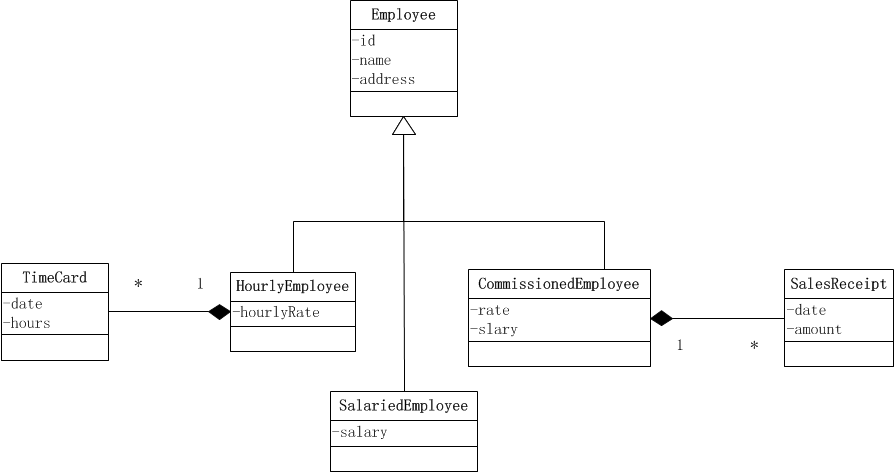 Employee
-id
-name
-address
TimeCard
-date
-hours
*
1
HourlyEmployee
-hourlyRate
CommissionedEmployee
-rate
-slary
1
*
SalesReceipt
-date
-amount
SalariedEmployee
-salary